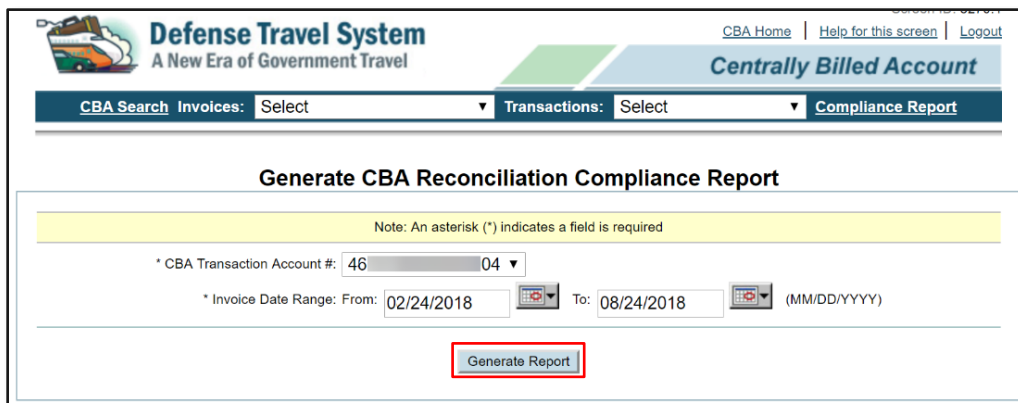 Defense Travel System
A New Era of Government Travel
CBA Home | Help for this screen | Logout
Centrally Billed Account
CBA Search Invoices: Select Transactions: Select Compliance Report
Generate CBA Reconciliation Compliance Report
Note: An asterisk (*) indicates a field is required
* CBA Transaction Account #: 46 04
* Invoice Date Range: From: 02/24/2018 To: 08/24/2018 (MM/DD/YYYY)
Generate Report